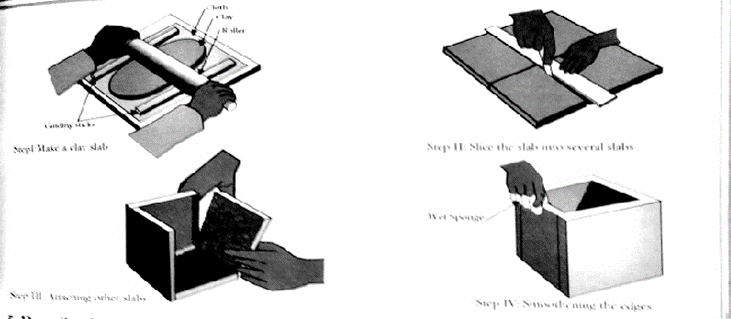 Cloth
Clay
Roller
Guiding sticks
Step I: Make a clay slab
Step II: Slice the slab into several slabs
Wet Sponge
Step III: Attaching other slabs
Step IV: Smoothening the edges